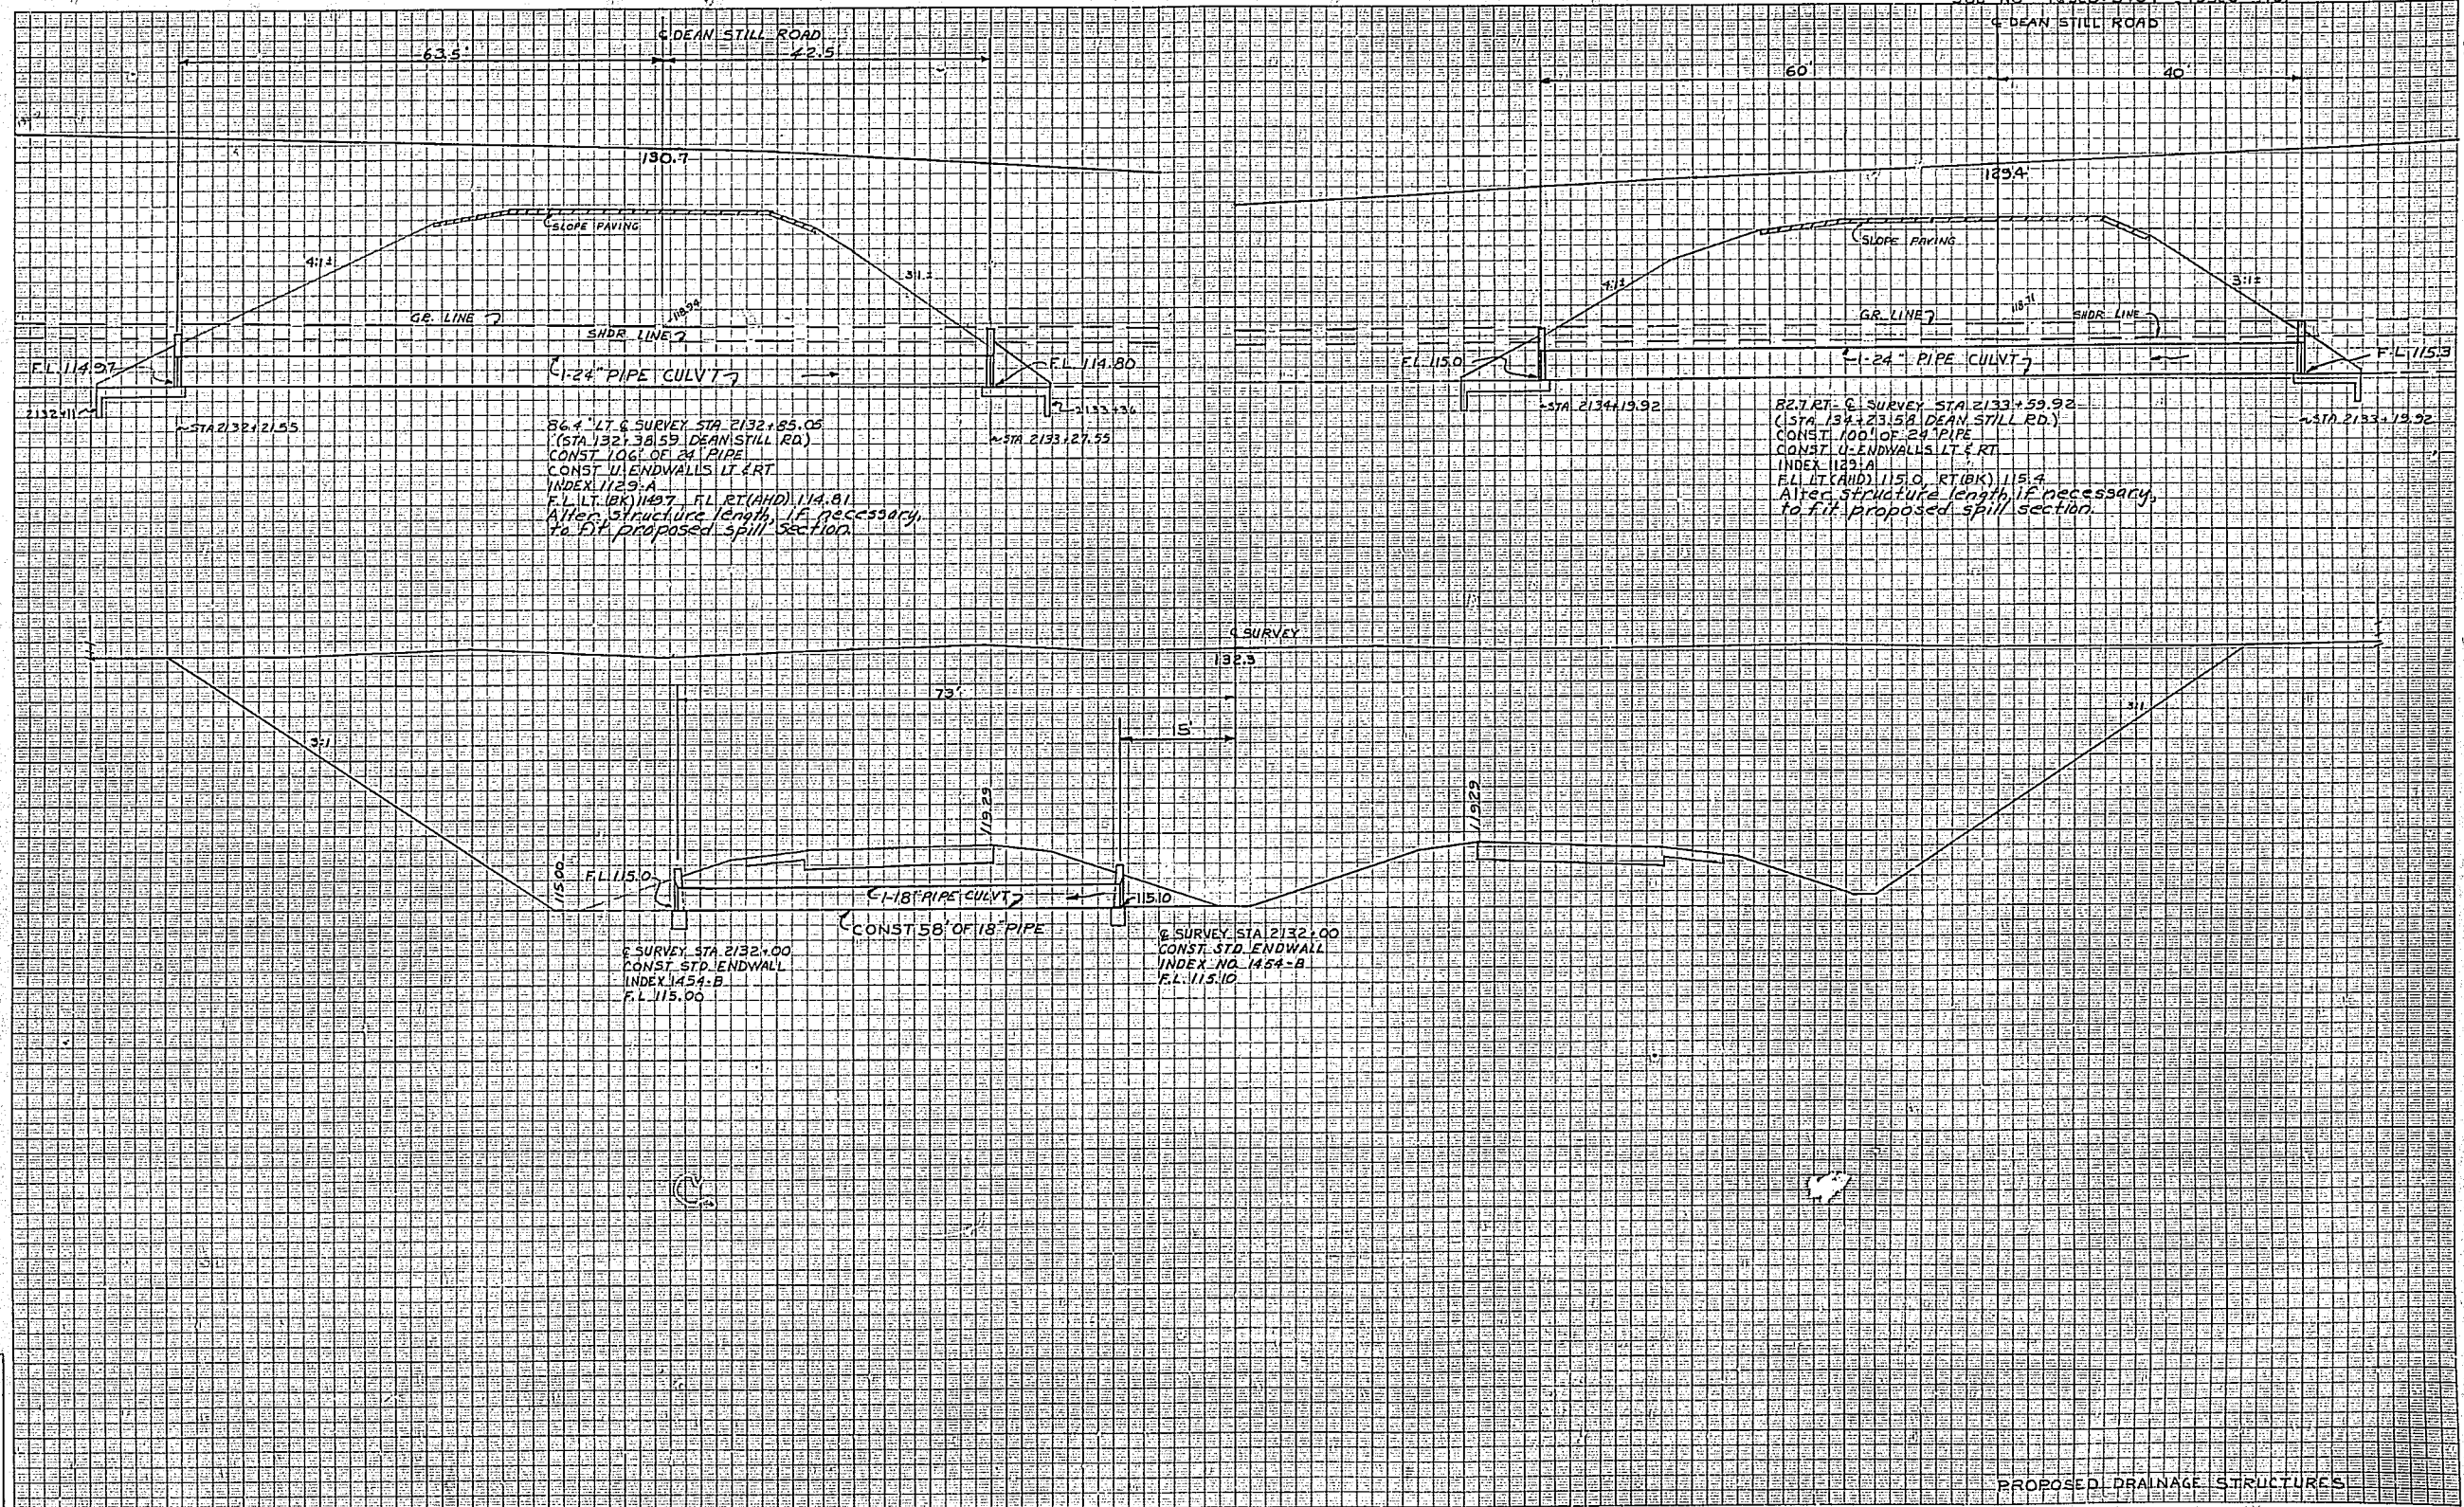 ℄ DEAN STILL ROAD
63.5'
42.5'
130.7
SLOPE PAVING
4:1±
3:1±
118.94
GR. LINE
SHDR LINE
F.L. 114.97
1-24" PIPE CULV'T
F.L. 114.80
2132+11
STA 2132+21.55
2133+36
STA. 2133+27.55
86.4' LT ℄ SURVEY STA. 2132+85.05
(STA 132+38.59 DEAN STILL RD.)
CONST 106' OF 24" PIPE
CONST U-ENDWALLS LT & RT
INDEX 1129-A
F.L. LT (BK) 114.97 F.L. RT (AHD) 114.81
Alter structure length, if necessary,
to fit proposed spill section.
℄ DEAN STILL ROAD
60'
40'
129.4
SLOPE PAVING
4:1±
3:1±
118.71
GR. LINE
SHDR LINE
F.L. 115.0
1-24" PIPE CULVT
F.L. 115.3
STA. 2134+19.92
STA 2133+19.92
82.7 RT ℄ SURVEY STA 2133+59.92
(STA. 134+23.58 DEAN STILL RD.)
CONST 100' OF 24" PIPE
CONST U-ENDWALLS LT & RT
INDEX 1129-A
F.L. LT (AHD) 115.0, RT (BK) 115.4
Alter structure length, if necessary,
to fit proposed spill section.
℄ SURVEY
132.3
73'
15'
3:1
3:1
119.29
119.29
115.00
F.L. 115.0
1-18" PIPE CULVT
115.10
CONST 58' OF 18" PIPE
℄ SURVEY STA. 2132+00
CONST STD. ENDWALL
INDEX 1454-B
F.L. 115.00
℄ SURVEY STA. 2132+00
CONST STD. ENDWALL
INDEX NO. 1454-B
F.L. 115.10
PROPOSED DRAINAGE STRUCTURES